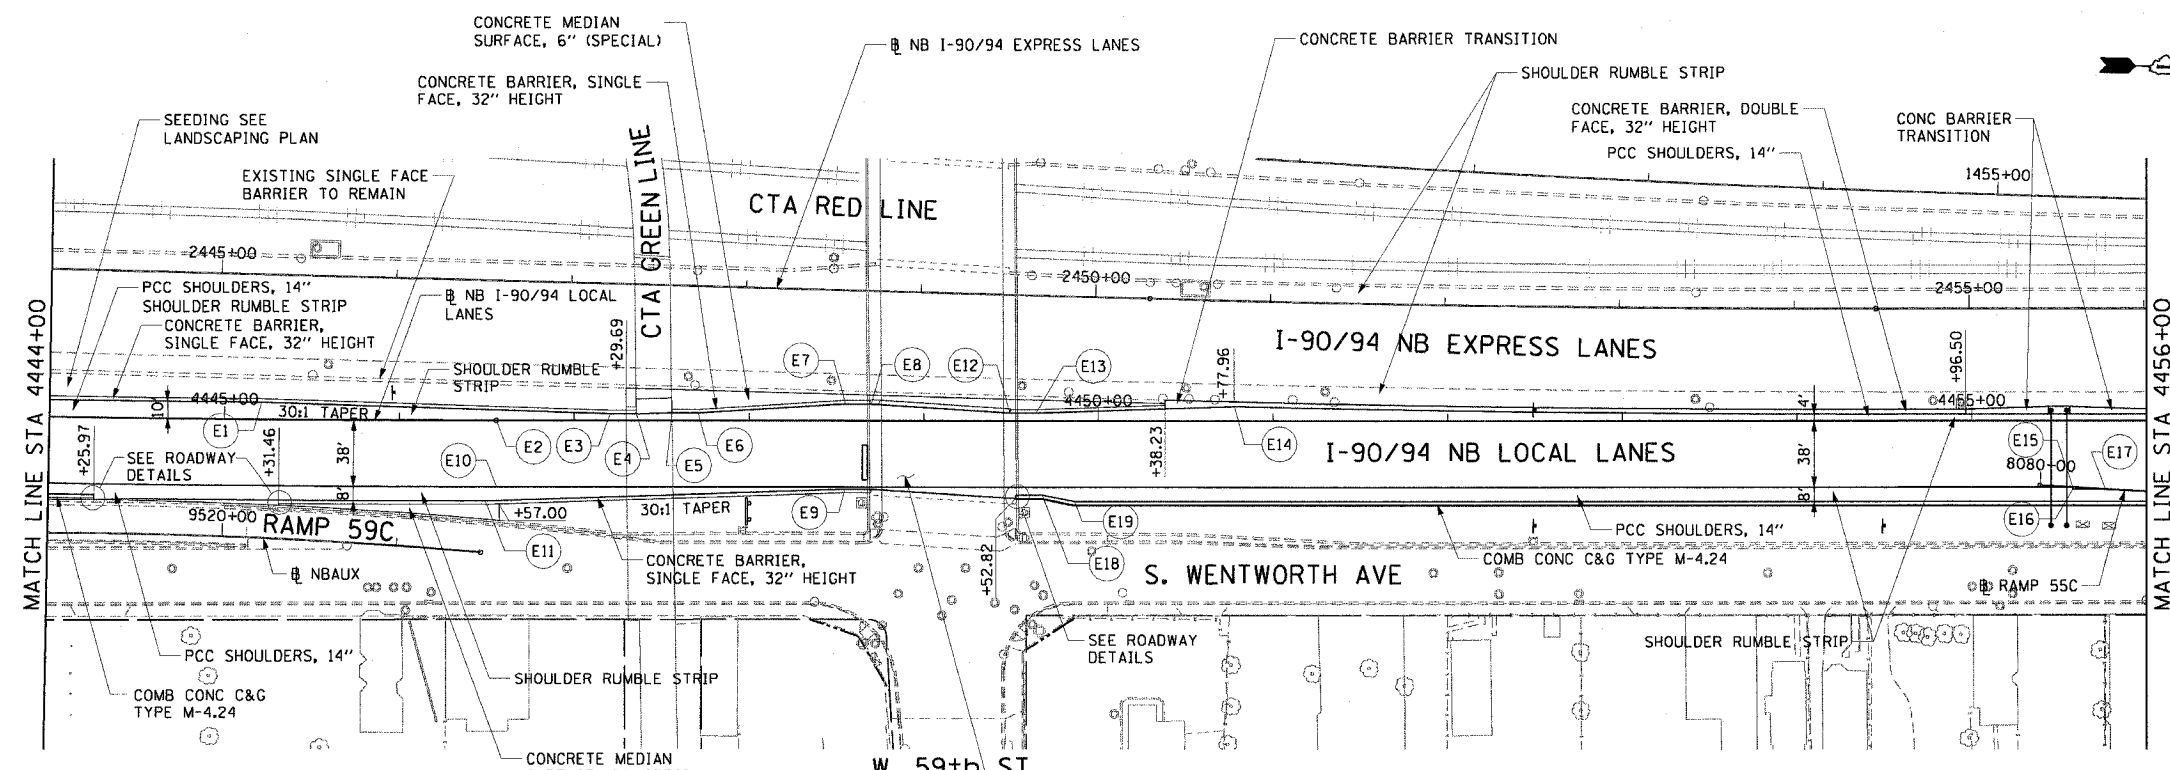 CONCRETE MEDIAN
SURFACE, 6" (SPECIAL)
℄ NB I-90/94 EXPRESS LANES
CONCRETE BARRIER TRANSITION
SHOULDER RUMBLE STRIP
CONCRETE BARRIER, SINGLE
FACE, 32" HEIGHT
CONCRETE BARRIER, DOUBLE
FACE, 32" HEIGHT
CONC BARRIER
TRANSITION
SEEDING SEE
LANDSCAPING PLAN
PCC SHOULDERS, 14"
EXISTING SINGLE FACE
BARRIER TO REMAIN
CTA GREEN LINE
CTA RED LINE
1455+00
2445+00
2450+00
2455+00
PCC SHOULDERS, 14"
SHOULDER RUMBLE STRIP
℄ NB I-90/94 LOCAL
LANES
CONCRETE BARRIER,
SINGLE FACE, 32" HEIGHT
+29.69
SHOULDER RUMBLE
STRIP
I-90/94 NB EXPRESS LANES
E7
E8
E12
E13
+77.96
+96.50
MATCH LINE STA 4444+00
MATCH LINE STA 4456+00
10'
4445+00
30:1 TAPER
4450+00
4455+00
4'
E1
E2
E3
E4
E5
E6
E14
E15
E17
+25.97
SEE ROADWAY
DETAILS
+31.46
38'
E10
+38.23
I-90/94 NB LOCAL LANES
38'
8080+00
8'
8'
9520+00
RAMP 59C
+57.00
30:1 TAPER
E9
E19
E16
E11
E18
PCC SHOULDERS, 14"
COMB CONC C&G TYPE M-4.24
℄ NBAUX
CONCRETE BARRIER,
SINGLE FACE, 32" HEIGHT
+52.82
S. WENTWORTH AVE
℄ RAMP 55C
PCC SHOULDERS, 14"
SHOULDER RUMBLE STRIP
SEE ROADWAY
DETAILS
SHOULDER RUMBLE STRIP
COMB CONC C&G
TYPE M-4.24
CONCRETE MEDIAN
W. 59th ST